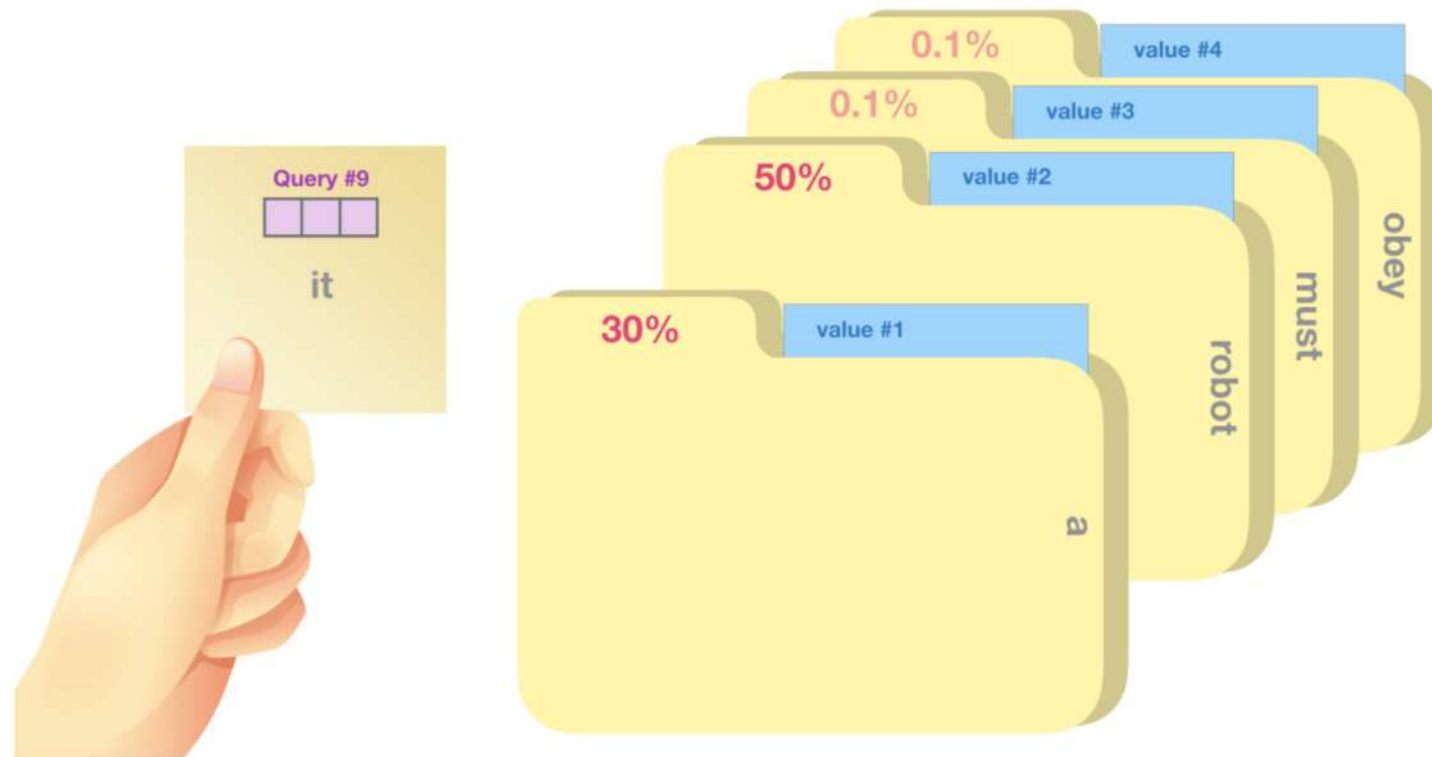 Query #9
it
0.1%
value #4
obey
0.1%
value #3
must
50%
value #2
robot
30%
value #1
a